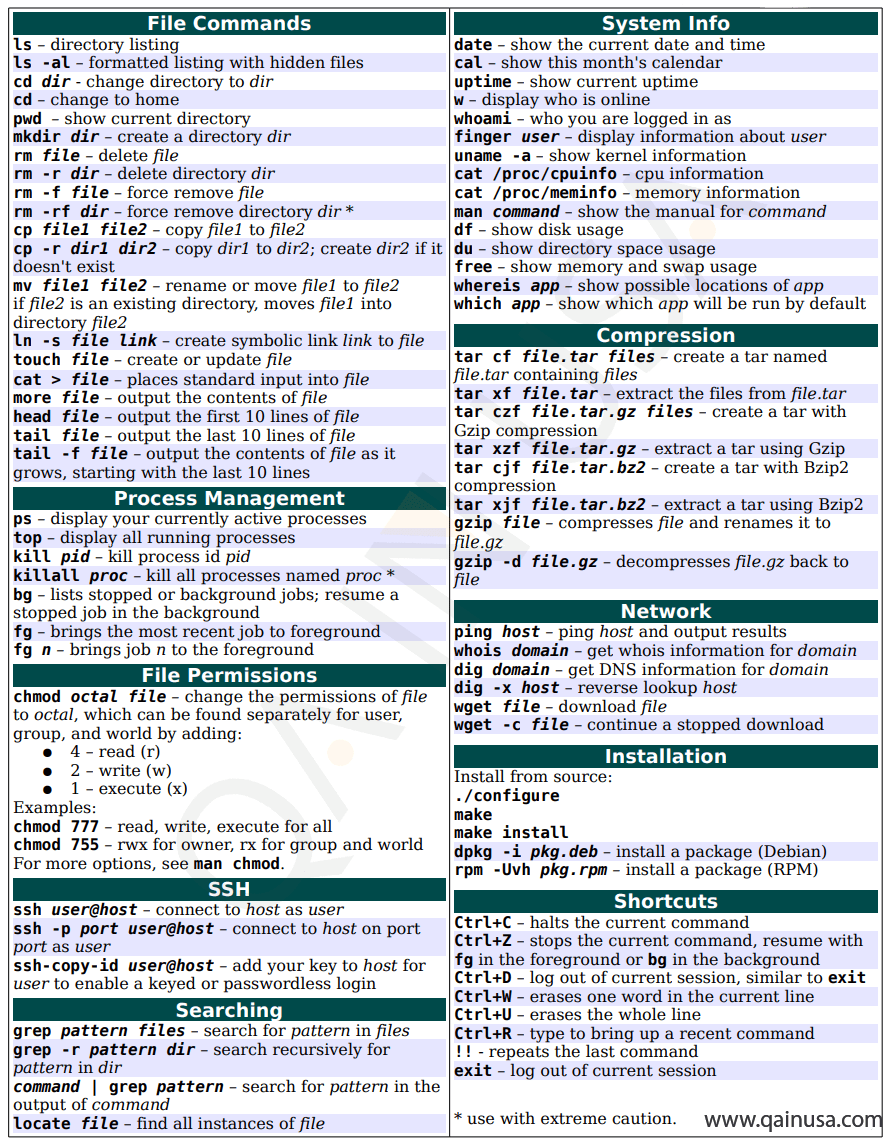 File Commands
ls – directory listing
ls -al – formatted listing with hidden files
cd dir - change directory to dir
cd – change to home
pwd – show current directory
mkdir dir – create a directory dir
rm file – delete file
rm -r dir – delete directory dir
rm -f file – force remove file
rm -rf dir – force remove directory dir *
cp file1 file2 – copy file1 to file2
cp -r dir1 dir2 – copy dir1 to dir2; create dir2 if it
doesn't exist
mv file1 file2 – rename or move file1 to file2
if file2 is an existing directory, moves file1 into
directory file2
ln -s file link – create symbolic link link to file
touch file – create or update file
cat > file – places standard input into file
more file – output the contents of file
head file – output the first 10 lines of file
tail file – output the last 10 lines of file
tail -f file – output the contents of file as it
grows, starting with the last 10 lines
Process Management
ps – display your currently active processes
top – display all running processes
kill pid – kill process id pid
killall proc – kill all processes named proc *
bg – lists stopped or background jobs; resume a
stopped job in the background
fg – brings the most recent job to foreground
fg n – brings job n to the foreground
File Permissions
chmod octal file – change the permissions of file
to octal, which can be found separately for user,
group, and world by adding:
● 4 – read (r)
● 2 – write (w)
● 1 – execute (x)
Examples:
chmod 777 – read, write, execute for all
chmod 755 – rwx for owner, rx for group and world
For more options, see man chmod.
SSH
ssh user@host – connect to host as user
ssh -p port user@host – connect to host on port
port as user
ssh-copy-id user@host – add your key to host for
user to enable a keyed or passwordless login
Searching
grep pattern files – search for pattern in files
grep -r pattern dir – search recursively for
pattern in dir
command | grep pattern – search for pattern in the
output of command
locate file – find all instances of file
System Info
date – show the current date and time
cal – show this month's calendar
uptime – show current uptime
w – display who is online
whoami – who you are logged in as
finger user – display information about user
uname -a – show kernel information
cat /proc/cpuinfo – cpu information
cat /proc/meminfo – memory information
man command – show the manual for command
df – show disk usage
du – show directory space usage
free – show memory and swap usage
whereis app – show possible locations of app
which app – show which app will be run by default
Compression
tar cf file.tar files – create a tar named
file.tar containing files
tar xf file.tar – extract the files from file.tar
tar czf file.tar.gz files – create a tar with
Gzip compression
tar xzf file.tar.gz – extract a tar using Gzip
tar cjf file.tar.bz2 – create a tar with Bzip2
compression
tar xjf file.tar.bz2 – extract a tar using Bzip2
gzip file – compresses file and renames it to
file.gz
gzip -d file.gz – decompresses file.gz back to
file
Network
ping host – ping host and output results
whois domain – get whois information for domain
dig domain – get DNS information for domain
dig -x host – reverse lookup host
wget file – download file
wget -c file – continue a stopped download
Installation
Install from source:
./configure
make
make install
dpkg -i pkg.deb – install a package (Debian)
rpm -Uvh pkg.rpm – install a package (RPM)
Shortcuts
Ctrl+C – halts the current command
Ctrl+Z – stops the current command, resume with
fg in the foreground or bg in the background
Ctrl+D – log out of current session, similar to exit
Ctrl+W – erases one word in the current line
Ctrl+U – erases the whole line
Ctrl+R – type to bring up a recent command
!! - repeats the last command
exit – log out of current session
* use with extreme caution.
www.qainusa.com
QA IN USA